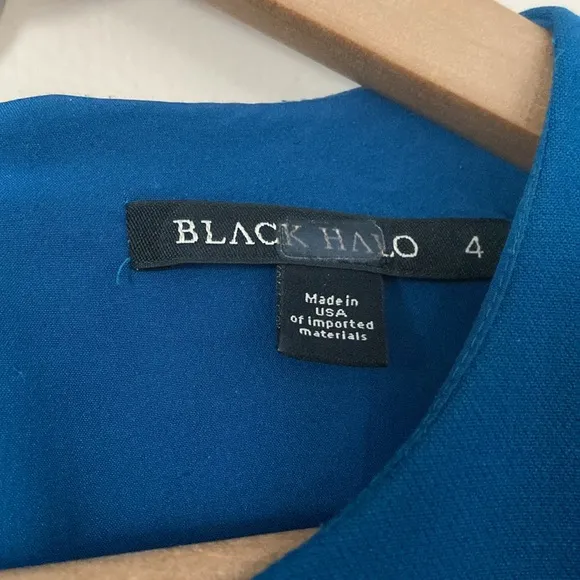 BLACK HALO 4
Made in
USA
of imported
materials